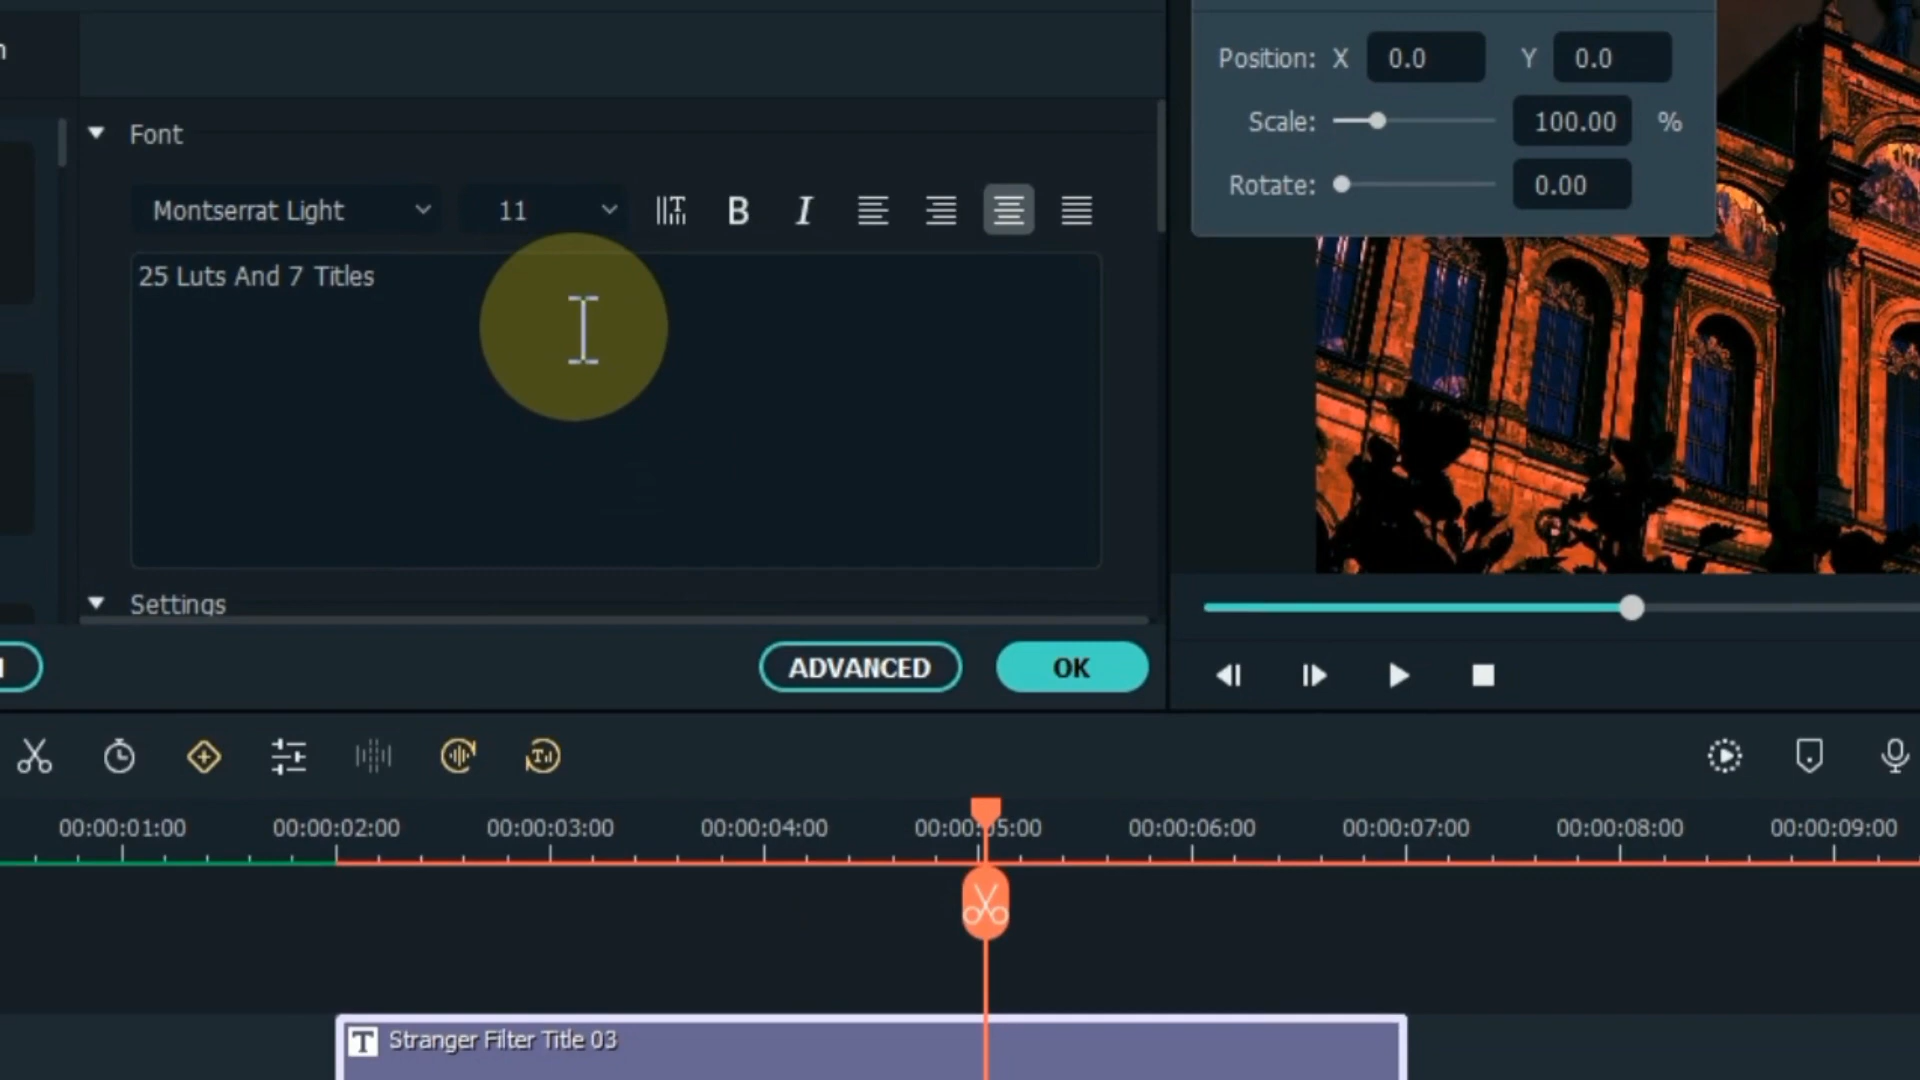 Position: X 0.0 Y 0.0
Scale: 100.00 %
Rotate: 0.00
Font
Montserrat Light 11 B I
25 Luts And 7 Titles
Settings
ADVANCED OK
00:00:01:00 00:00:02:00 00:00:03:00 00:00:04:00 00:00:05:00 00:00:06:00 00:00:07:00 00:00:08:00 00:00:09:00
T Stranger Filter Title 03